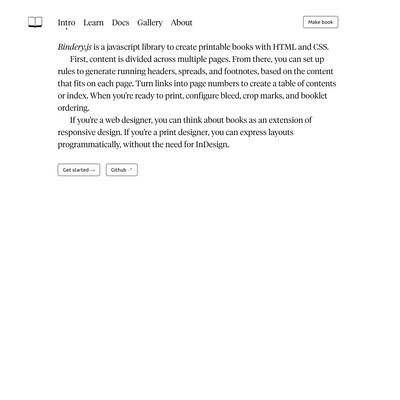 Intro Learn Docs Gallery About Make book
Bindery.js is a javascript library to create printable books with HTML and CSS.
First, content is divided across multiple pages. From there, you can set up
rules to generate running headers, spreads, and footnotes, based on the content
that fits on each page. Turn links into page numbers to create a table of contents
or index. When you're ready to print, configure bleed, crop marks, and booklet
ordering.
If you're a web designer, you can think about books as an extension of
responsive design. If you're a print designer, you can express layouts
programmatically, without the need for InDesign.
Get started → Github ↗